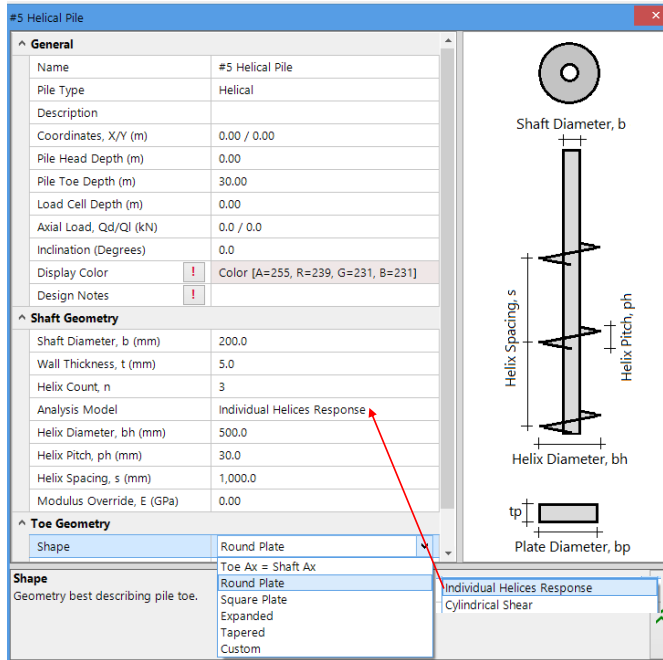 #5 Helical Pile
General
Name #5 Helical Pile
Pile Type Helical
Description
Coordinates, X/Y (m) 0.00 / 0.00
Pile Head Depth (m) 0.00
Pile Toe Depth (m) 30.00
Load Cell Depth (m) 0.00
Axial Load, Qd/Ql (kN) 0.0 / 0.0
Inclination (Degrees) 0.0
Display Color ! Color [A=255, R=239, G=231, B=231]
Design Notes !
Shaft Geometry
Shaft Diameter, b (mm) 200.0
Wall Thickness, t (mm) 5.0
Helix Count, n 3
Analysis Model Individual Helices Response
Helix Diameter, bh (mm) 500.0
Helix Pitch, ph (mm) 30.0
Helix Spacing, s (mm) 1,000.0
Modulus Override, E (GPa) 0.00
Toe Geometry
Shape Round Plate
Toe Ax = Shaft Ax
Round Plate
Square Plate
Expanded
Tapered
Custom
Individual Helices Response
Cylindrical Shear
Shape
Geometry best describing pile toe.
Shaft Diameter, b
Helix Spacing, s
Helix Pitch, ph
Helix Diameter, bh
tp
Plate Diameter, bp